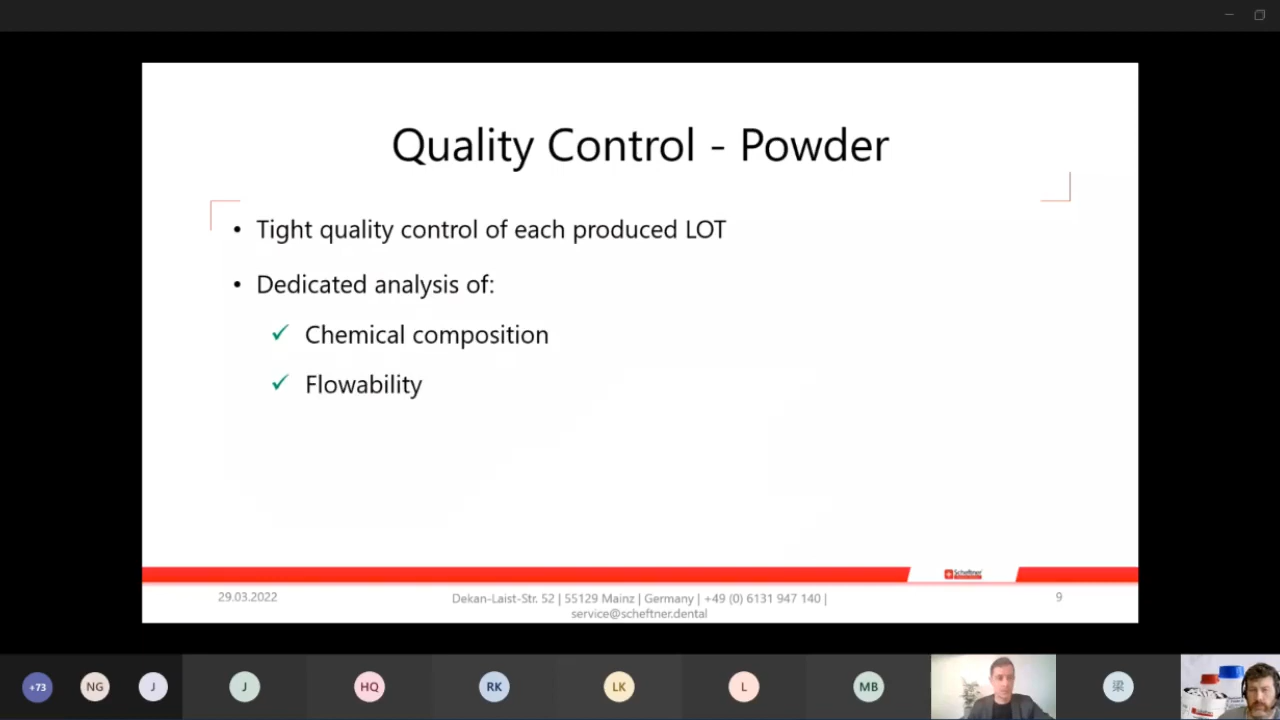 Quality Control - Powder
• Tight quality control of each produced LOT
• Dedicated analysis of:
✓ Chemical composition
✓ Flowability
Scheftner
29.03.2022
Dekan-Laist-Str. 52 | 55129 Mainz | Germany | +49 (0) 6131 947 140 |
service@scheftner.dental
9
+73
NG
J
J
HQ
RK
LK
L
MB
梁